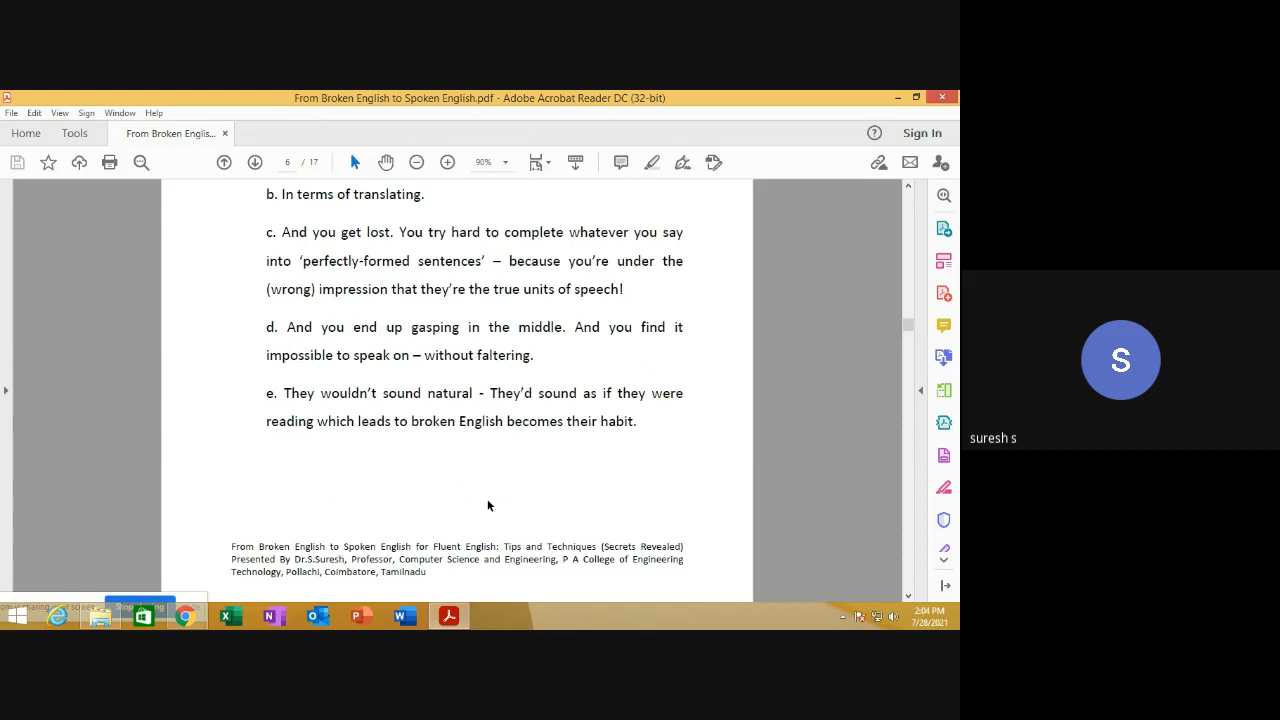 From Broken English to Spoken English.pdf - Adobe Acrobat Reader DC (32-bit)
File Edit View Sign Window Help
Home Tools From Broken Englis... Sign In
6 / 17 90%
b. In terms of translating.
c. And you get lost. You try hard to complete whatever you say
into ‘perfectly-formed sentences’ – because you’re under the
(wrong) impression that they’re the true units of speech!
d. And you end up gasping in the middle. And you find it
impossible to speak on – without faltering.
e. They wouldn’t sound natural - They’d sound as if they were
reading which leads to broken English becomes their habit.
From Broken English to Spoken English for Fluent English: Tips and Techniques (Secrets Revealed)
Presented By Dr.S.Suresh, Professor, Computer Science and Engineering, P A College of Engineering
Technology, Pollachi, Coimbatore, Tamilnadu
S
suresh s
2:04 PM
7/28/2021